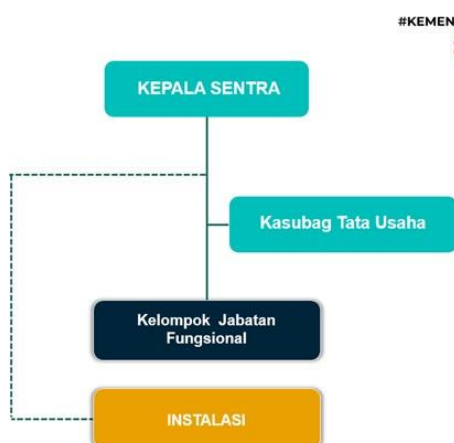 #KEMEN
KEPALA SENTRA
Kasubag Tata Usaha
Kelompok Jabatan
Fungsional
INSTALASI